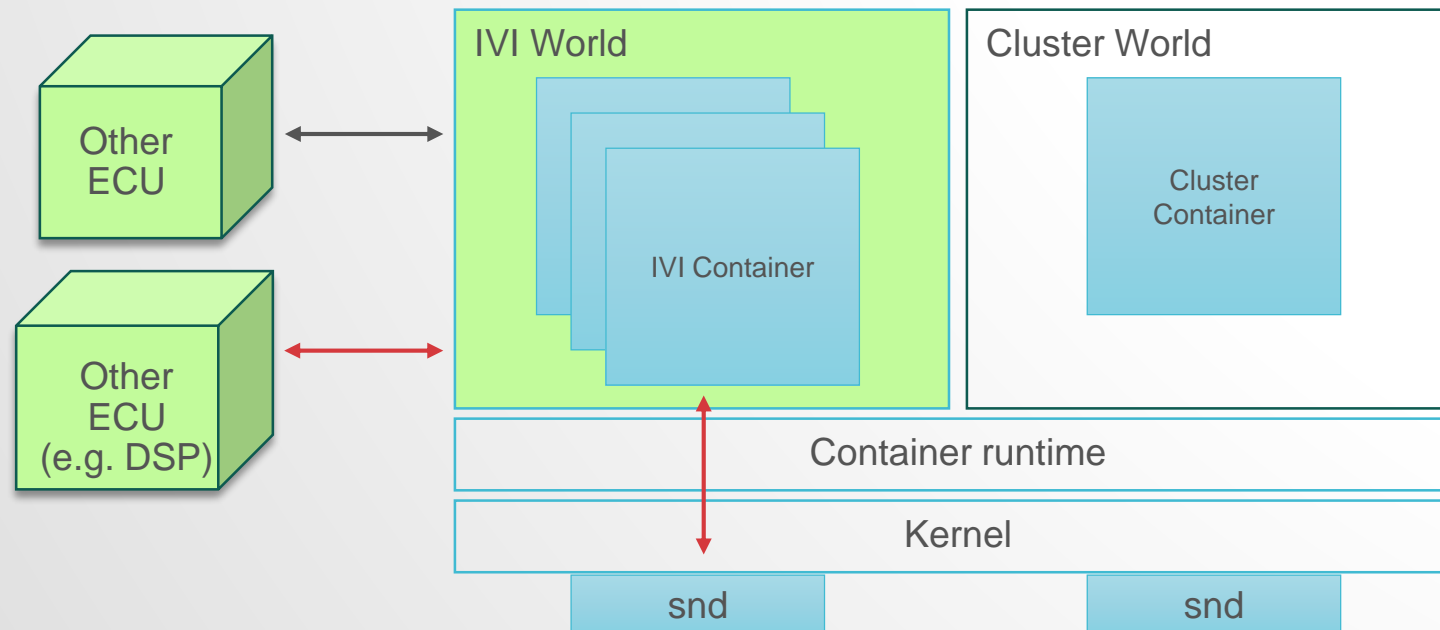 IVI World
Cluster World
Other
ECU
Cluster
Container
IVI Container
Other
ECU
(e.g. DSP)
Container runtime
Kernel
snd
snd